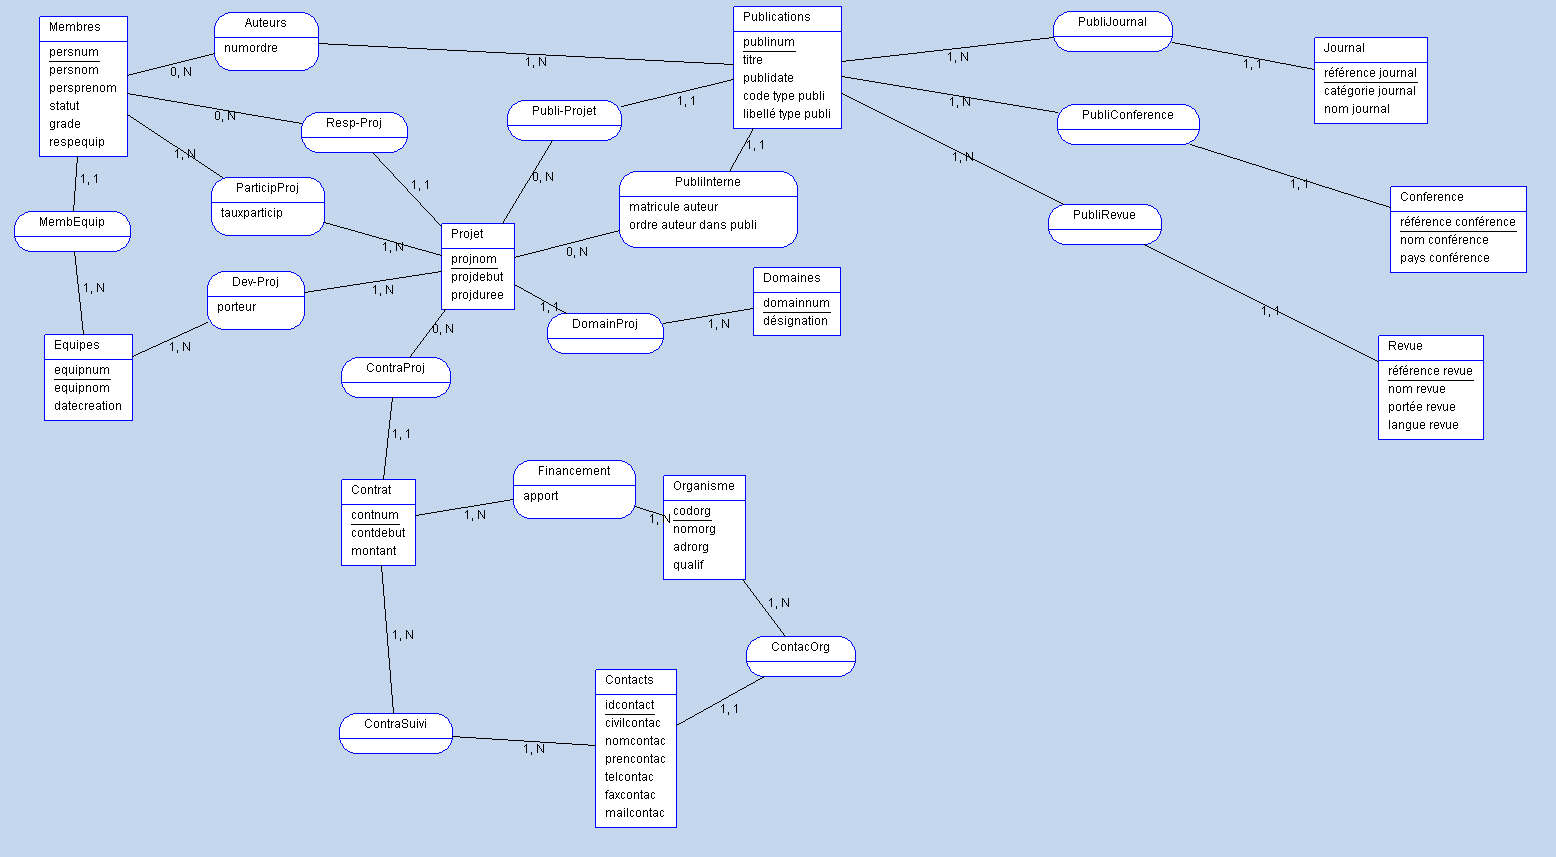 Membres
persnum
persnom
persprenom
statut
grade
respequip
Auteurs
numordre
0, N
1, N
Publications
publinum
titre
publidate
code type publi
libellé type publi
PubliJournal
1, N
1, 1
Journal
référence journal
catégorie journal
nom journal
Resp-Proj
0, N
1, 1
Publi-Projet
1, 1
0, N
PubliConference
1, N
1, 1
Conference
référence conférence
nom conférence
pays conférence
ParticipProj
tauxparticip
1, N
1, N
PubliInterne
matricule auteur
ordre auteur dans publi
1, 1
0, N
PubliRevue
1, N
1, 1
Revue
référence revue
nom revue
portée revue
langue revue
MembEquip
1, 1
1, N
Projet
projnom
projdebut
projduree
Dev-Proj
porteur
1, N
1, N
Domaines
domainnum
désignation
DomainProj
1, 1
1, N
Equipes
equipnum
equipnom
datecreation
ContraProj
0, N
1, 1
Contrat
contnum
contdebut
montant
Financement
apport
1, N
1, N
Organisme
codorg
nomorg
adrorg
qualif
1, N
ContacOrg
1, 1
1, N
ContraSuivi
1, N
Contacts
idcontact
civilcontac
nomcontac
prencontac
telcontac
faxcontac
mailcontac